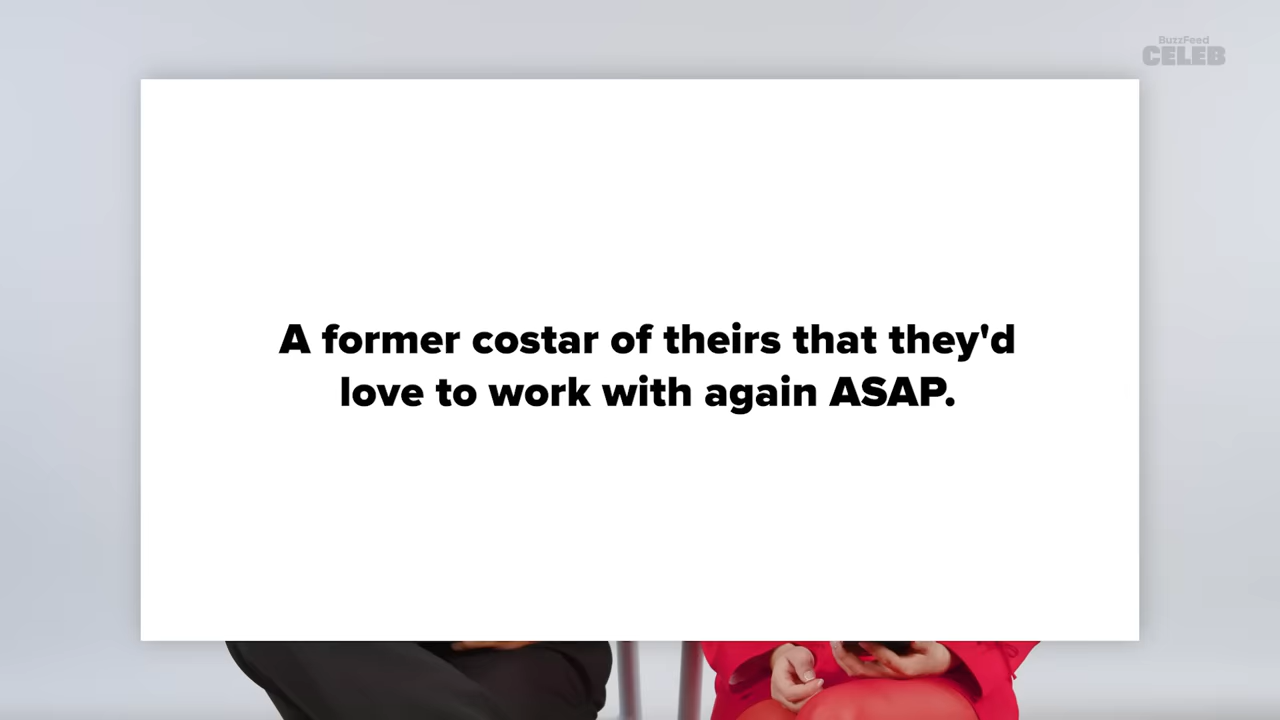 BuzzFeed
CELEB
A former costar of theirs that they'd
love to work with again ASAP.